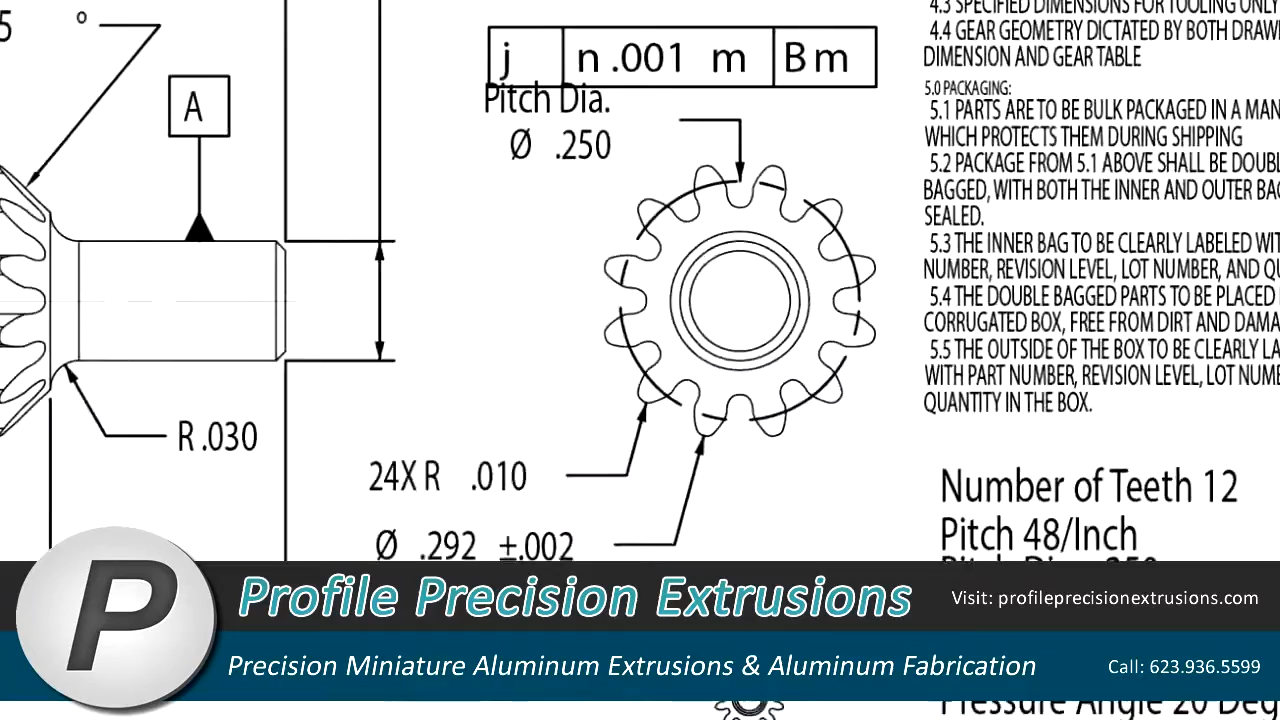 5 °
A
R .030
j n .001 m B m
Pitch Dia.
Ø .250
24X R .010
Ø .292 ±.002
4.3 SPECIFIED DIMENSIONS FOR TOOLING ONLY
4.4 GEAR GEOMETRY DICTATED BY BOTH DRAW
DIMENSION AND GEAR TABLE
5.0 PACKAGING:
5.1 PARTS ARE TO BE BULK PACKAGED IN A MAN
WHICH PROTECTS THEM DURING SHIPPING
5.2 PACKAGE FROM 5.1 ABOVE SHALL BE DOUBL
BAGGED, WITH BOTH THE INNER AND OUTER BAG
SEALED.
5.3 THE INNER BAG TO BE CLEARLY LABELED WIT
NUMBER, REVISION LEVEL, LOT NUMBER, AND QU
5.4 THE DOUBLE BAGGED PARTS TO BE PLACED
CORRUGATED BOX, FREE FROM DIRT AND DAMA
5.5 THE OUTSIDE OF THE BOX TO BE CLEARLY LA
WITH PART NUMBER, REVISION LEVEL, LOT NUMB
QUANTITY IN THE BOX.
Number of Teeth 12
Pitch 48/Inch
P
Profile Precision Extrusions
Visit: profileprecisionextrusions.com
Precision Miniature Aluminum Extrusions & Aluminum Fabrication
Call: 623.936.5599
Pressure Angle 20 Deg